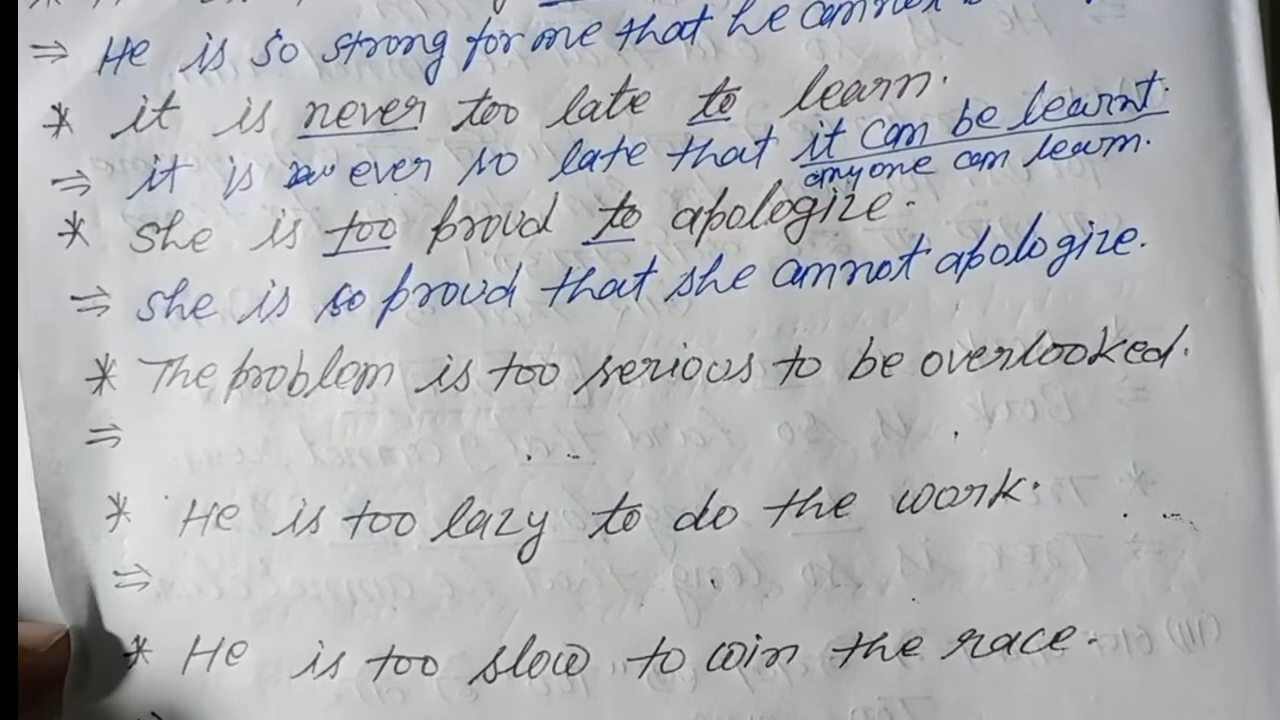 ⇒ He is so strong for me that he cannot
* it is never too late to learn.
⇒ it is ever so late that it can be learnt.
anyone can learn.
* she is too proud to apologize.
⇒ she is so proud that she cannot apologize.
* The problem is too serious to be overlooked.
⇒
* He is too lazy to do the work.
⇒
* He is too slow to win the race.